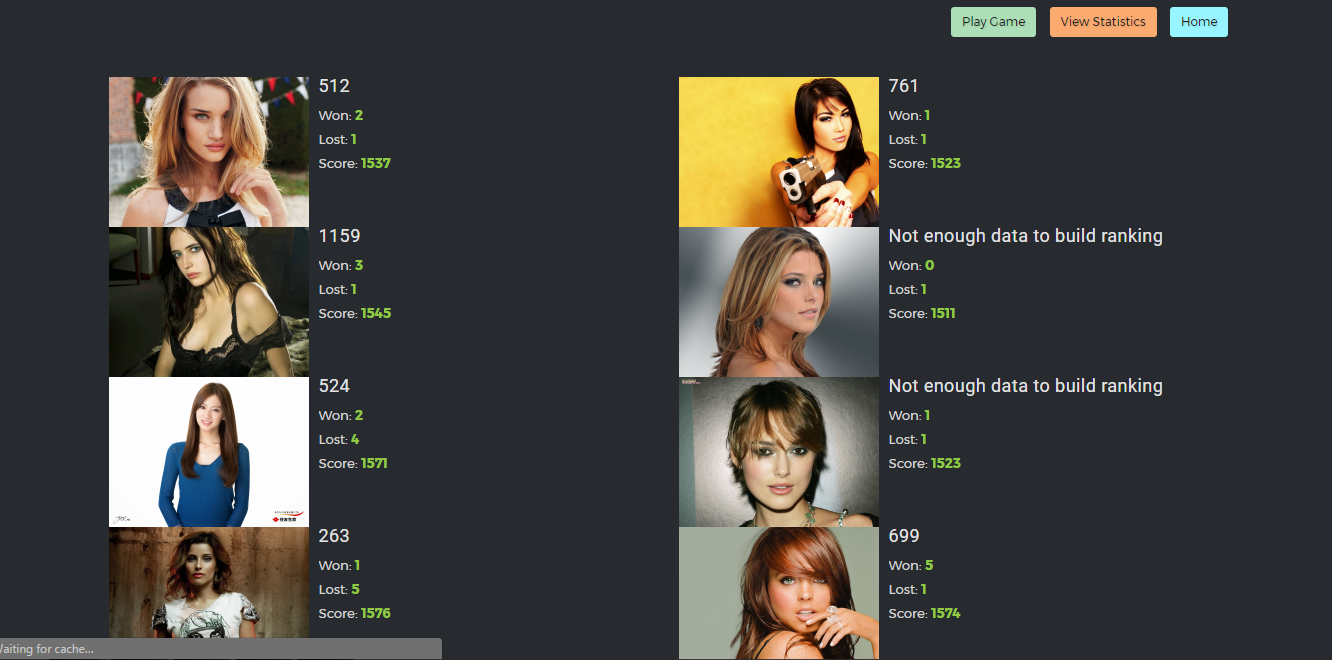 Play Game
View Statistics
Home
512
Won: 2
Lost: 1
Score: 1537
761
Won: 1
Lost: 1
Score: 1523
1159
Won: 3
Lost: 1
Score: 1545
Not enough data to build ranking
Won: 0
Lost: 1
Score: 1511
524
Won: 2
Lost: 4
Score: 1571
Not enough data to build ranking
Won: 1
Lost: 1
Score: 1523
263
Won: 1
Lost: 5
Score: 1576
699
Won: 5
Lost: 1
Score: 1574
for cache...